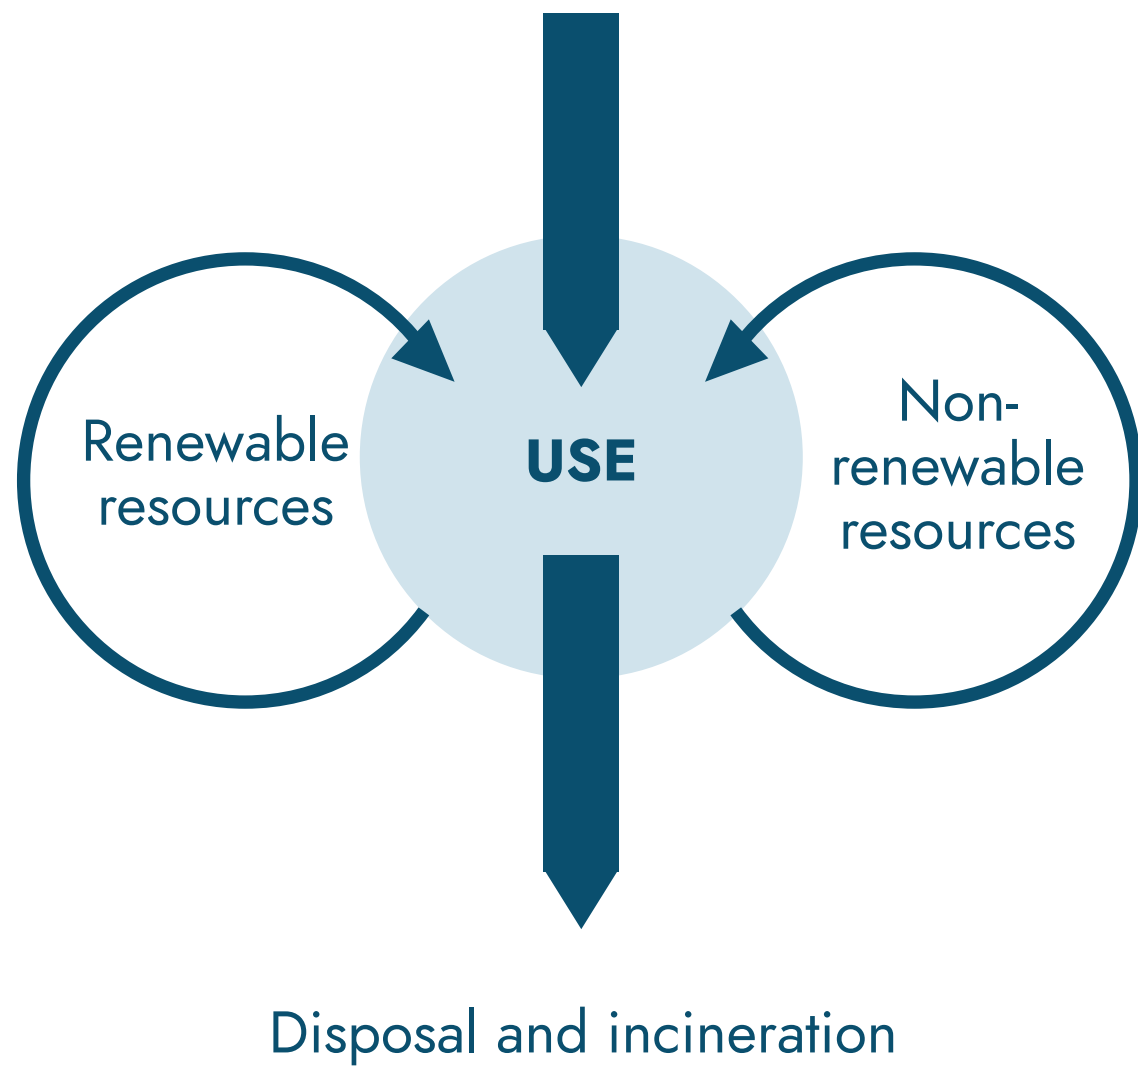 Renewable
resources
USE
Non-
renewable
resources
Disposal and incineration